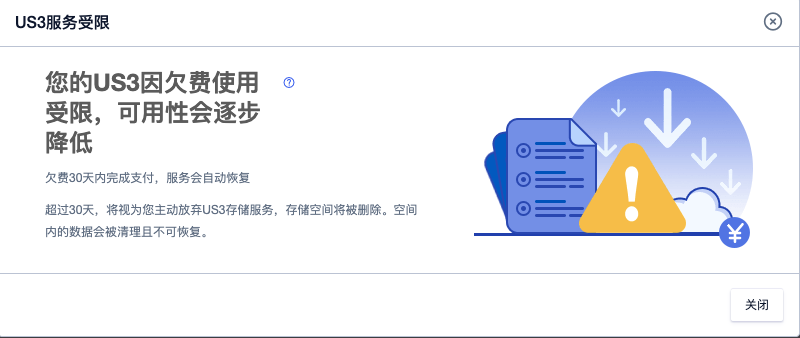 US3服务受限
您的US3因欠费使用
受限，可用性会逐步
降低
?
欠费30天内完成支付，服务会自动恢复
超过30天，将视为您主动放弃US3存储服务，存储空间将被删除。空间
内的数据会被清理且不可恢复。
!
¥
关闭